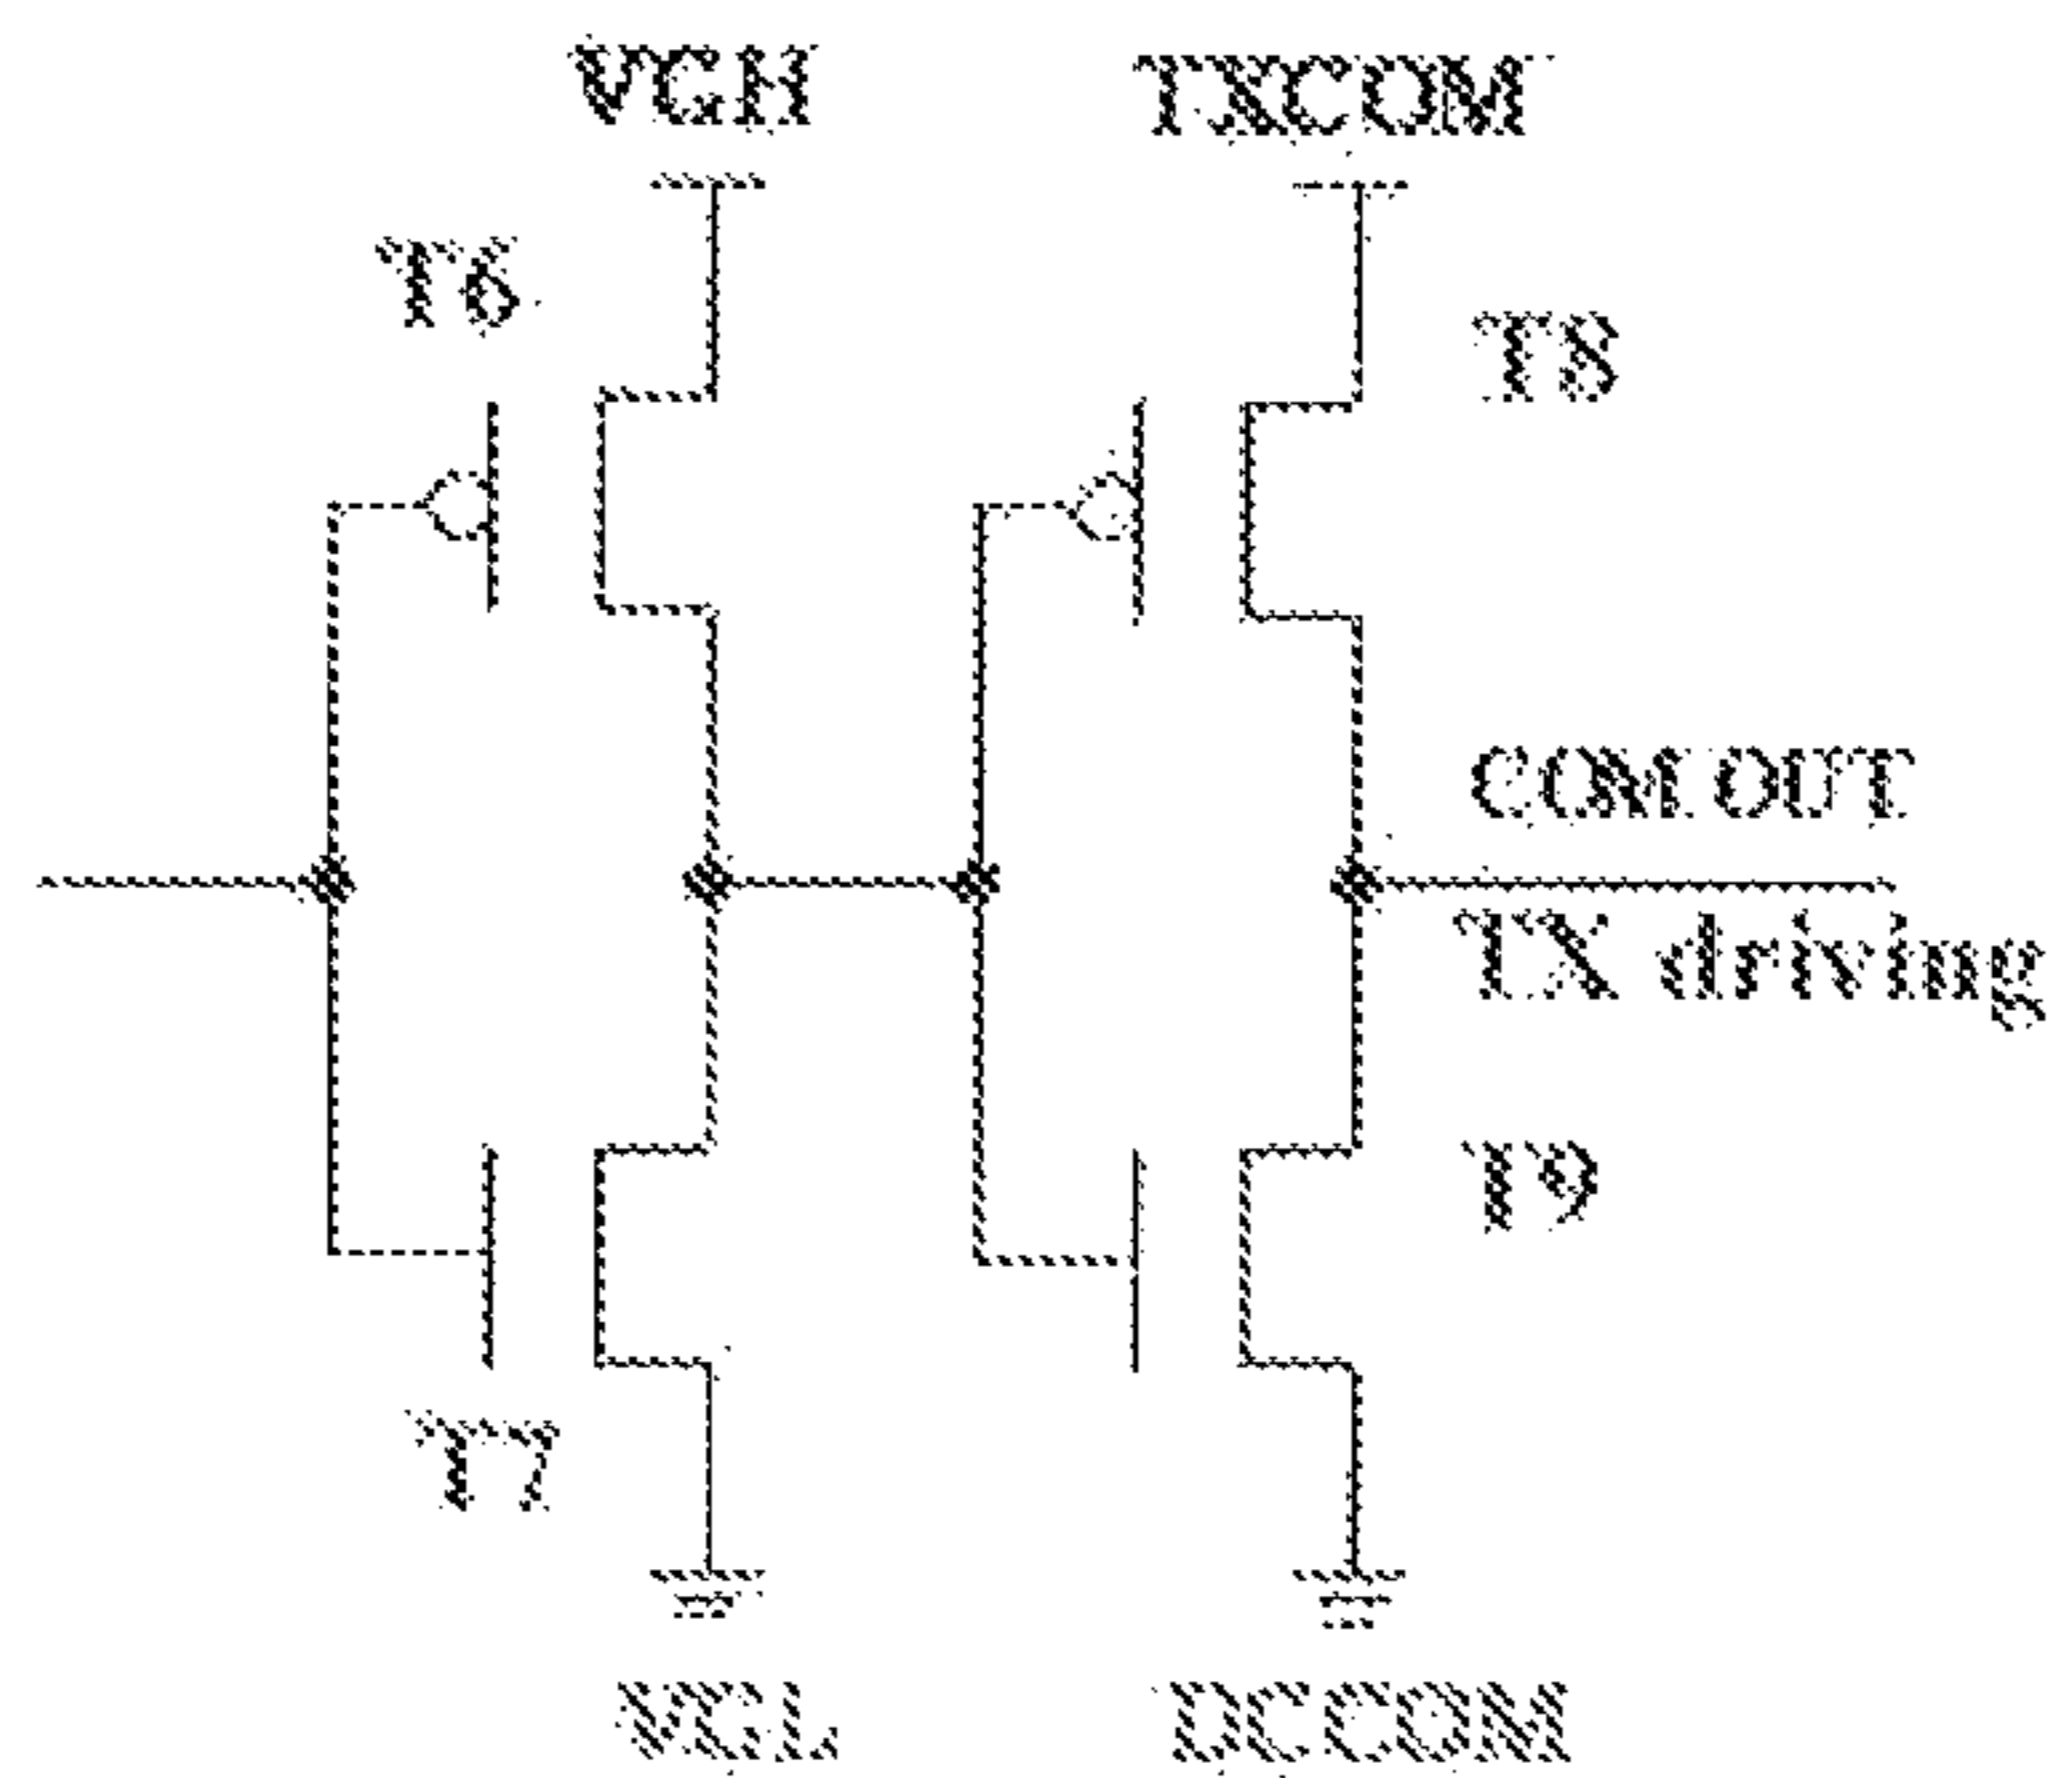 VGH
TXCOM
T6
T8
COM OUT
TX driving
T9
T7
VGL
DCCOM